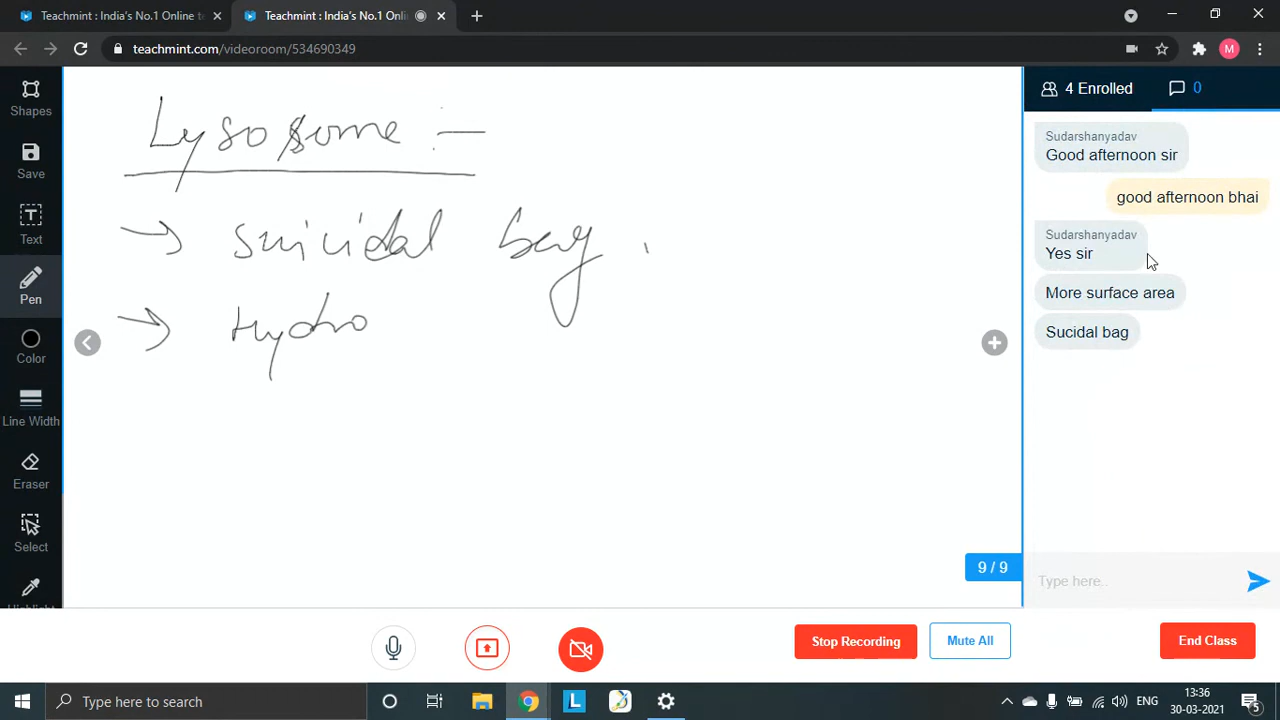 Teachmint : India's No.1 Online ta
Teachmint : India's No.1 Onli
teachmint.com/videoroom/534690349
M
Shapes
Save
Text
Pen
Color
Line Width
Eraser
Select
Lysosome :-
→ suicidal bag .
→ Hydro
9 / 9
4 Enrolled
0
Sudarshanyadav
Good afternoon sir
good afternoon bhai
Sudarshanyadav
Yes sir
More surface area
Sucidal bag
Type here..
Stop Recording
Mute All
End Class
Type here to search
L
ENG
13:36
30-03-2021
5